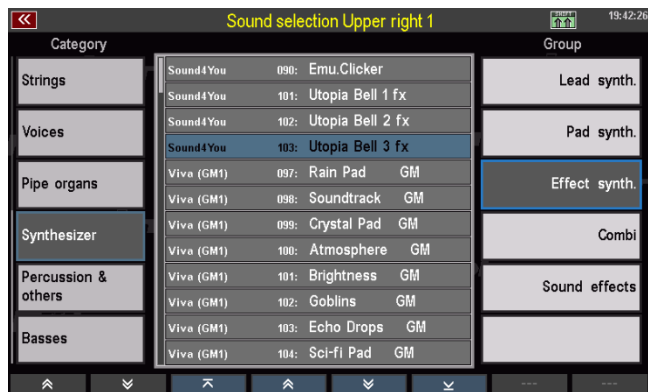 Sound selection Upper right 1
SHIFT
19:42:26
Category
Group
Strings
Voices
Pipe organs
Synthesizer
Percussion &
others
Basses
Sound4You 090: Emu.Clicker
Sound4You 101: Utopia Bell 1 fx
Sound4You 102: Utopia Bell 2 fx
Sound4You 103: Utopia Bell 3 fx
Viva (GM1) 097: Rain Pad GM
Viva (GM1) 098: Soundtrack GM
Viva (GM1) 099: Crystal Pad GM
Viva (GM1) 100: Atmosphere GM
Viva (GM1) 101: Brightness GM
Viva (GM1) 102: Goblins GM
Viva (GM1) 103: Echo Drops GM
Viva (GM1) 104: Sci-fi Pad GM
Lead synth.
Pad synth.
Effect synth.
Combi
Sound effects
--- ---